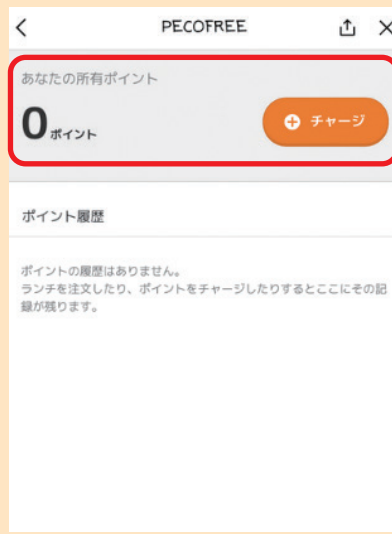 PECOFREE
あなたの所有ポイント
0ポイント
チャージ
ポイント履歴
ポイントの履歴はありません。
ランチを注文したり、ポイントをチャージしたりするとここにその記
録が残ります。